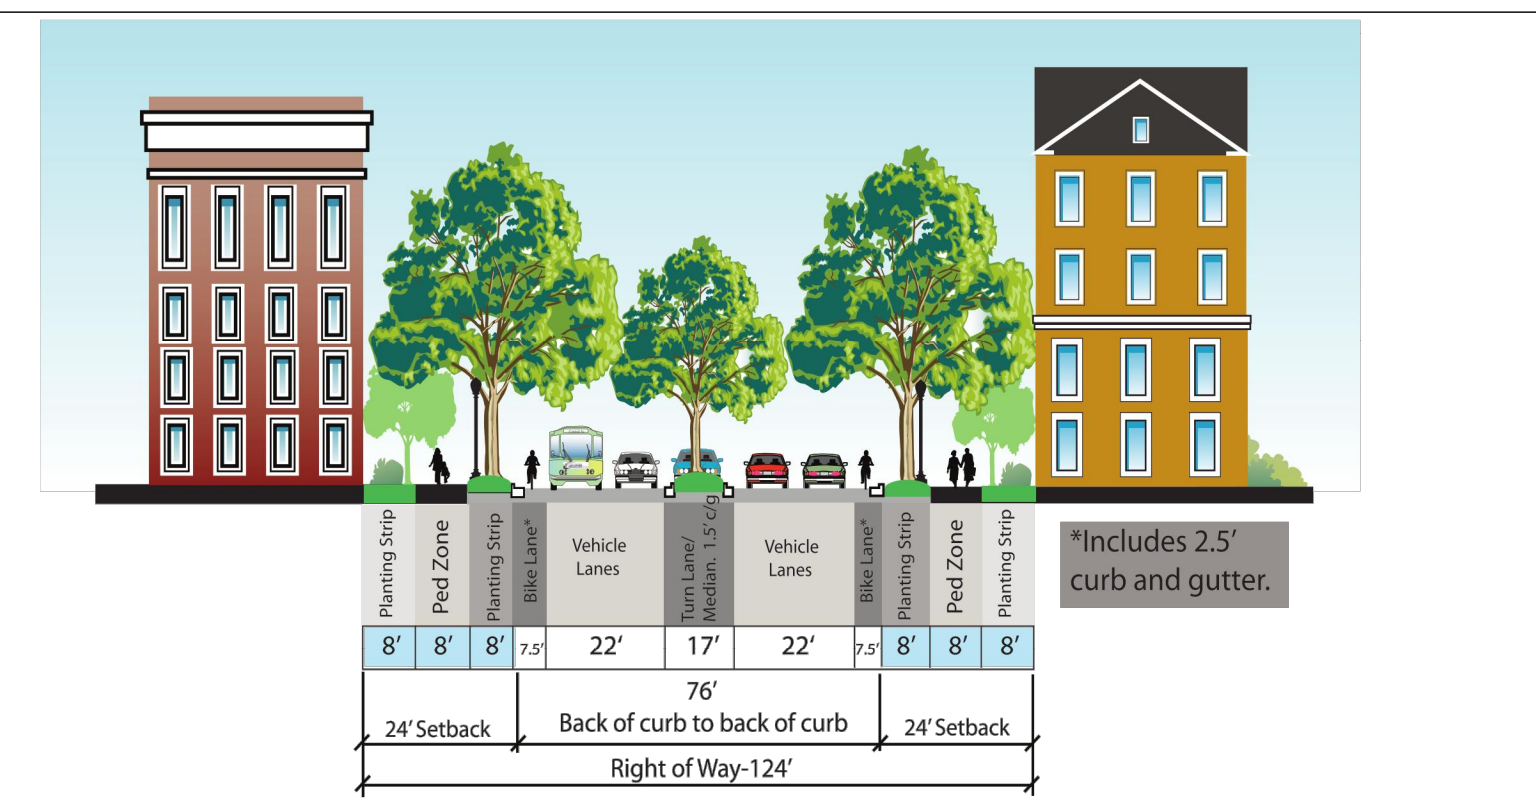 Planting Strip
Ped Zone
Planting Strip
Bike Lane*
Vehicle
Lanes
Turn Lane/
Median. 1.5’ c/g
Vehicle
Lanes
Bike Lane*
Planting Strip
Ped Zone
Planting Strip
*Includes 2.5’
curb and gutter.
8’ 8’ 8’ 7.5’ 22‘ 17’ 22‘ 7.5’ 8’ 8’ 8’
76’
Back of curb to back of curb
24’ Setback
24’ Setback
Right of Way-124’